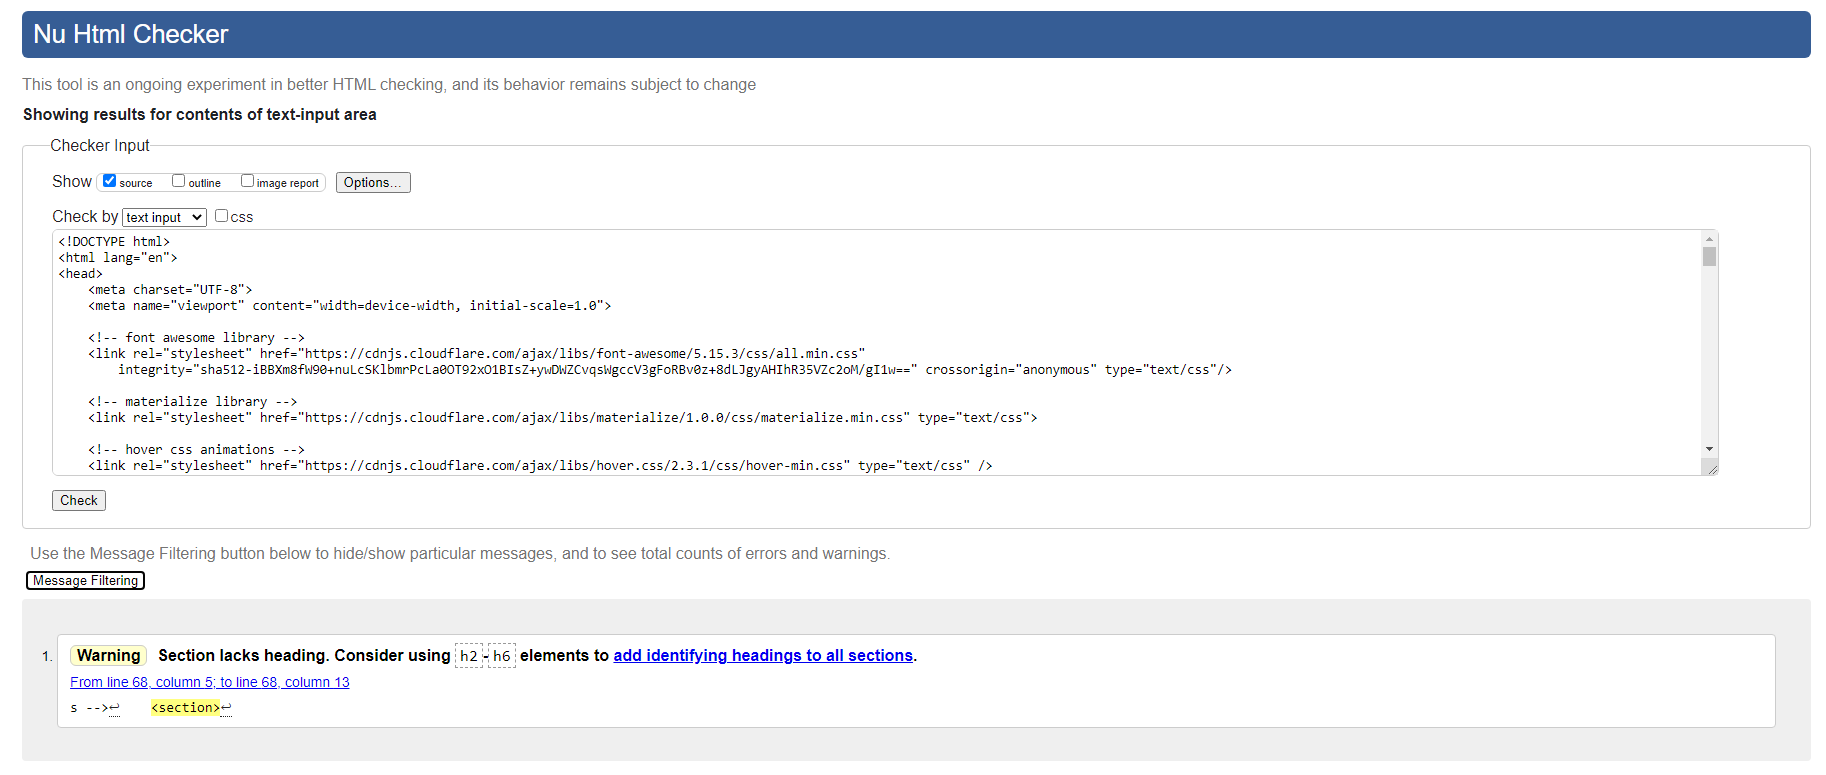 Nu Html Checker
This tool is an ongoing experiment in better HTML checking, and its behavior remains subject to change
Showing results for contents of text-input area
Checker Input
Show source outline image report Options...
Check by text input css
<!DOCTYPE html>
<html lang="en">
<head>
    <meta charset="UTF-8">
    <meta name="viewport" content="width=device-width, initial-scale=1.0">
    <!-- font awesome library -->
    <link rel="stylesheet" href="https://cdnjs.cloudflare.com/ajax/libs/font-awesome/5.15.3/css/all.min.css"
        integrity="sha512-iBBXm8fW90+nuLcSKlbmrPcLa0OT92xO1BIsZ+ywDWZCvqsWgccV3gFoRBv0z+8dLJgyAHIhR35VZc2oM/gI1w==" crossorigin="anonymous" type="text/css"/>
    <!-- materialize library -->
    <link rel="stylesheet" href="https://cdnjs.cloudflare.com/ajax/libs/materialize/1.0.0/css/materialize.min.css" type="text/css">
    <!-- hover css animations -->
    <link rel="stylesheet" href="https://cdnjs.cloudflare.com/ajax/libs/hover.css/2.3.1/css/hover-min.css" type="text/css" />
Check
Use the Message Filtering button below to hide/show particular messages, and to see total counts of errors and warnings.
Message Filtering
1. Warning Section lacks heading. Consider using h2-h6 elements to add identifying headings to all sections.
From line 68, column 5; to line 68, column 13
s -->↩    <section>↩